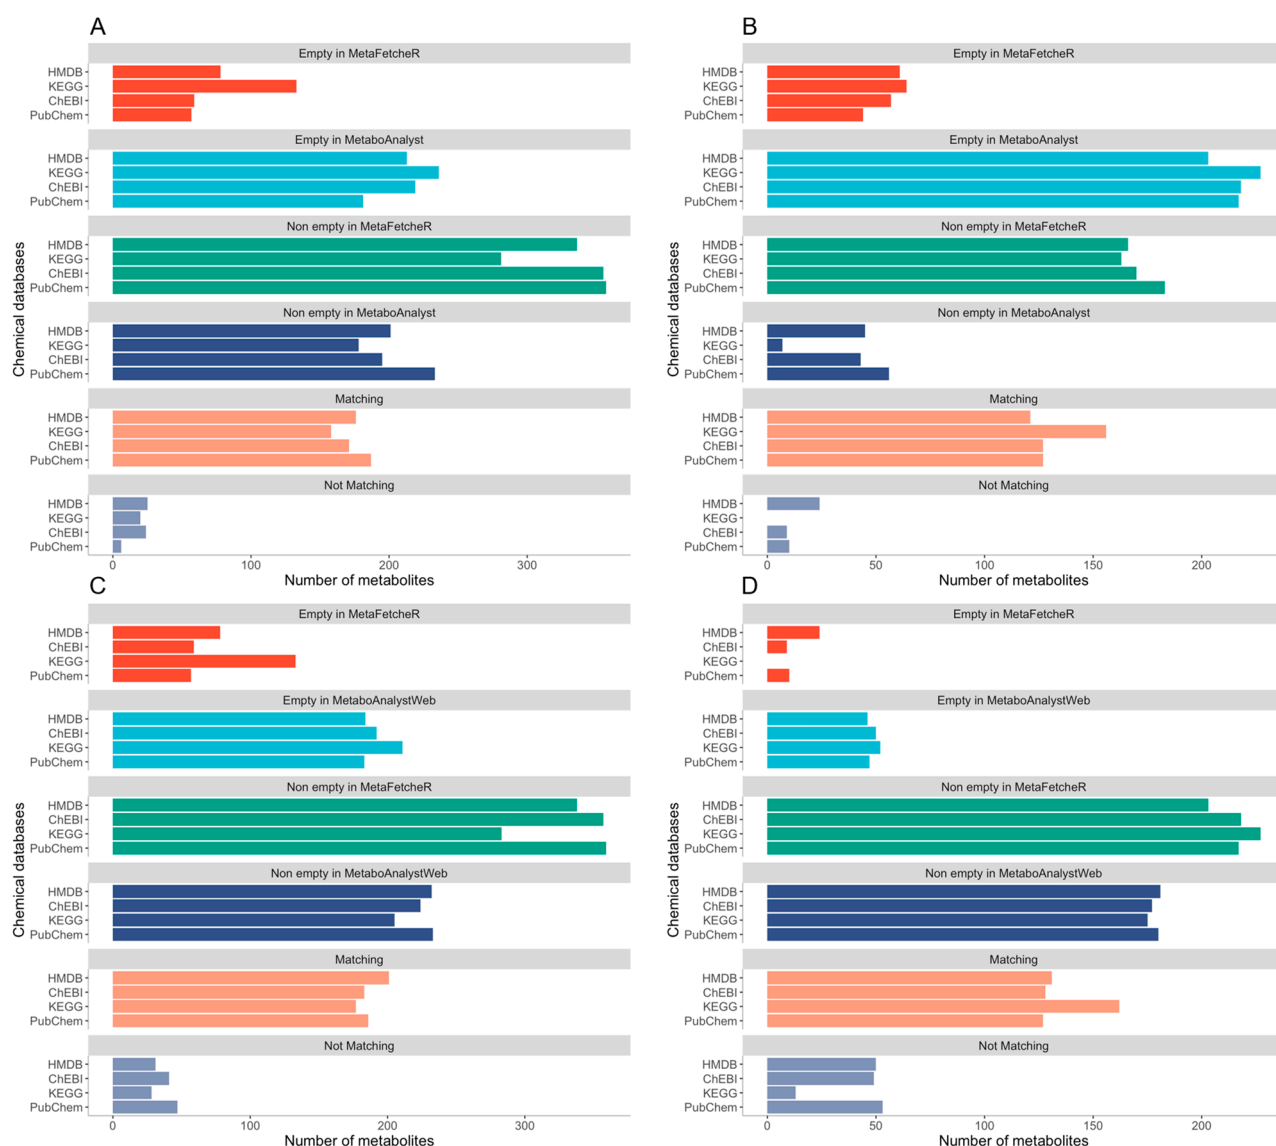 A
Empty in MetaFetcheR
HMDB
KEGG
ChEBI
PubChem
Empty in MetaboAnalyst
HMDB
KEGG
ChEBI
PubChem
Non empty in MetaFetcheR
HMDB
KEGG
ChEBI
PubChem
Non empty in MetaboAnalyst
HMDB
KEGG
ChEBI
PubChem
Matching
HMDB
KEGG
ChEBI
PubChem
Not Matching
HMDB
KEGG
ChEBI
PubChem
0 100 200 300
Number of metabolites
Chemical databases
B
Empty in MetaFetcheR
HMDB
KEGG
ChEBI
PubChem
Empty in MetaboAnalyst
HMDB
KEGG
ChEBI
PubChem
Non empty in MetaFetcheR
HMDB
KEGG
ChEBI
PubChem
Non empty in MetaboAnalyst
HMDB
KEGG
ChEBI
PubChem
Matching
HMDB
KEGG
ChEBI
PubChem
Not Matching
HMDB
KEGG
ChEBI
PubChem
0 50 100 150 200
Number of metabolites
Chemical databases
C
Empty in MetaFetcheR
HMDB
ChEBI
KEGG
PubChem
Empty in MetaboAnalystWeb
HMDB
ChEBI
KEGG
PubChem
Non empty in MetaFetcheR
HMDB
ChEBI
KEGG
PubChem
Non empty in MetaboAnalystWeb
HMDB
ChEBI
KEGG
PubChem
Matching
HMDB
ChEBI
KEGG
PubChem
Not Matching
HMDB
ChEBI
KEGG
PubChem
0 100 200 300
Number of metabolites
Chemical databases
D
Empty in MetaFetcheR
HMDB
ChEBI
KEGG
PubChem
Empty in MetaboAnalystWeb
HMDB
ChEBI
KEGG
PubChem
Non empty in MetaFetcheR
HMDB
ChEBI
KEGG
PubChem
Non empty in MetaboAnalystWeb
HMDB
ChEBI
KEGG
PubChem
Matching
HMDB
ChEBI
KEGG
PubChem
Not Matching
HMDB
ChEBI
KEGG
PubChem
0 50 100 150 200
Number of metabolites
Chemical databases